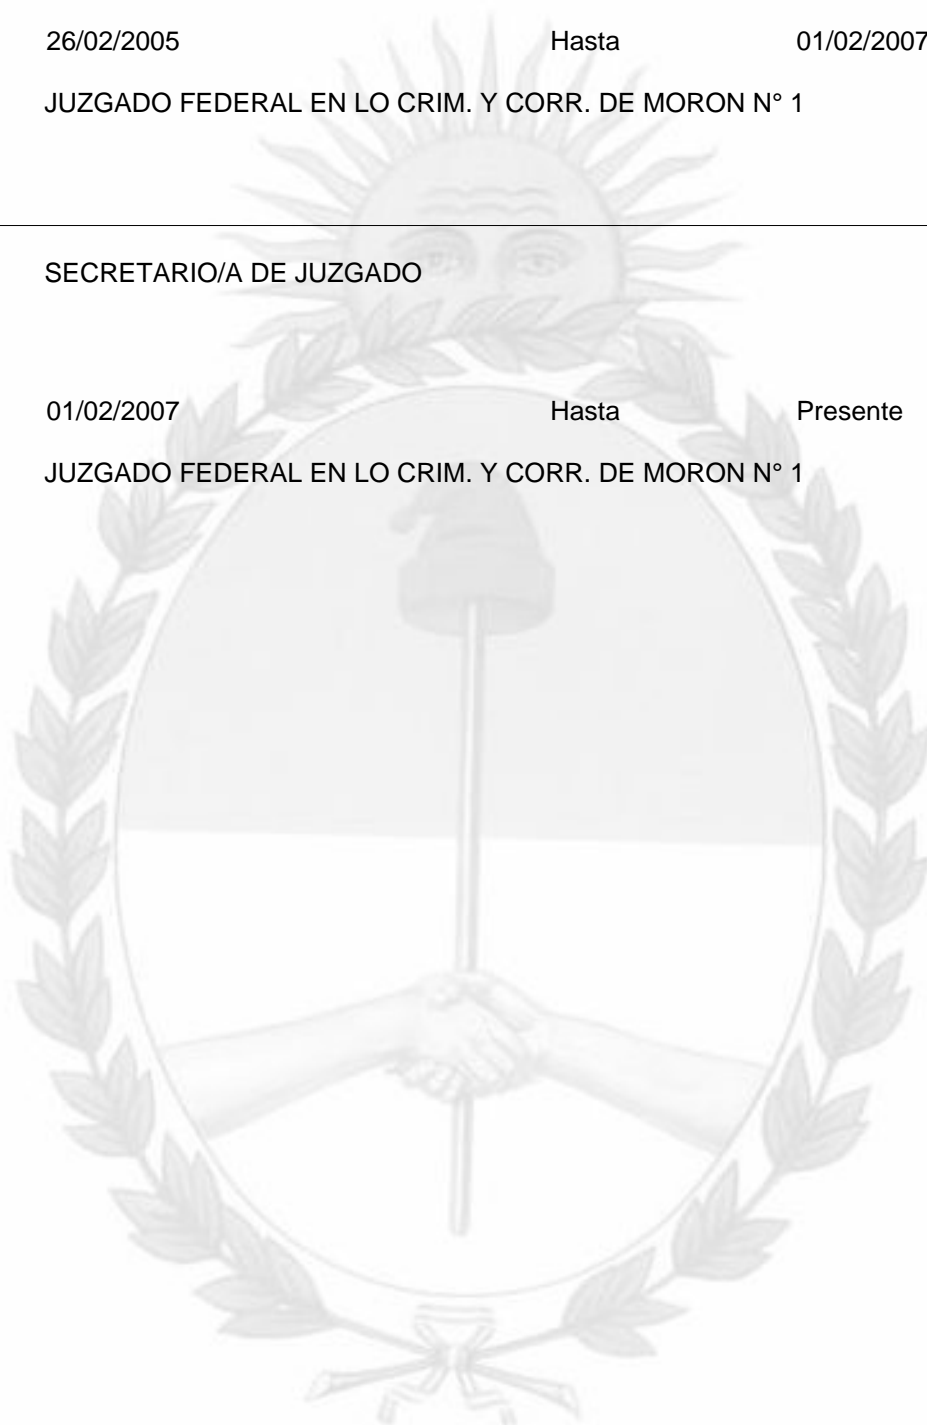 26/02/2005 Hasta 01/02/2007
JUZGADO FEDERAL EN LO CRIM. Y CORR. DE MORON N° 1
SECRETARIO/A DE JUZGADO
01/02/2007 Hasta Presente
JUZGADO FEDERAL EN LO CRIM. Y CORR. DE MORON N° 1